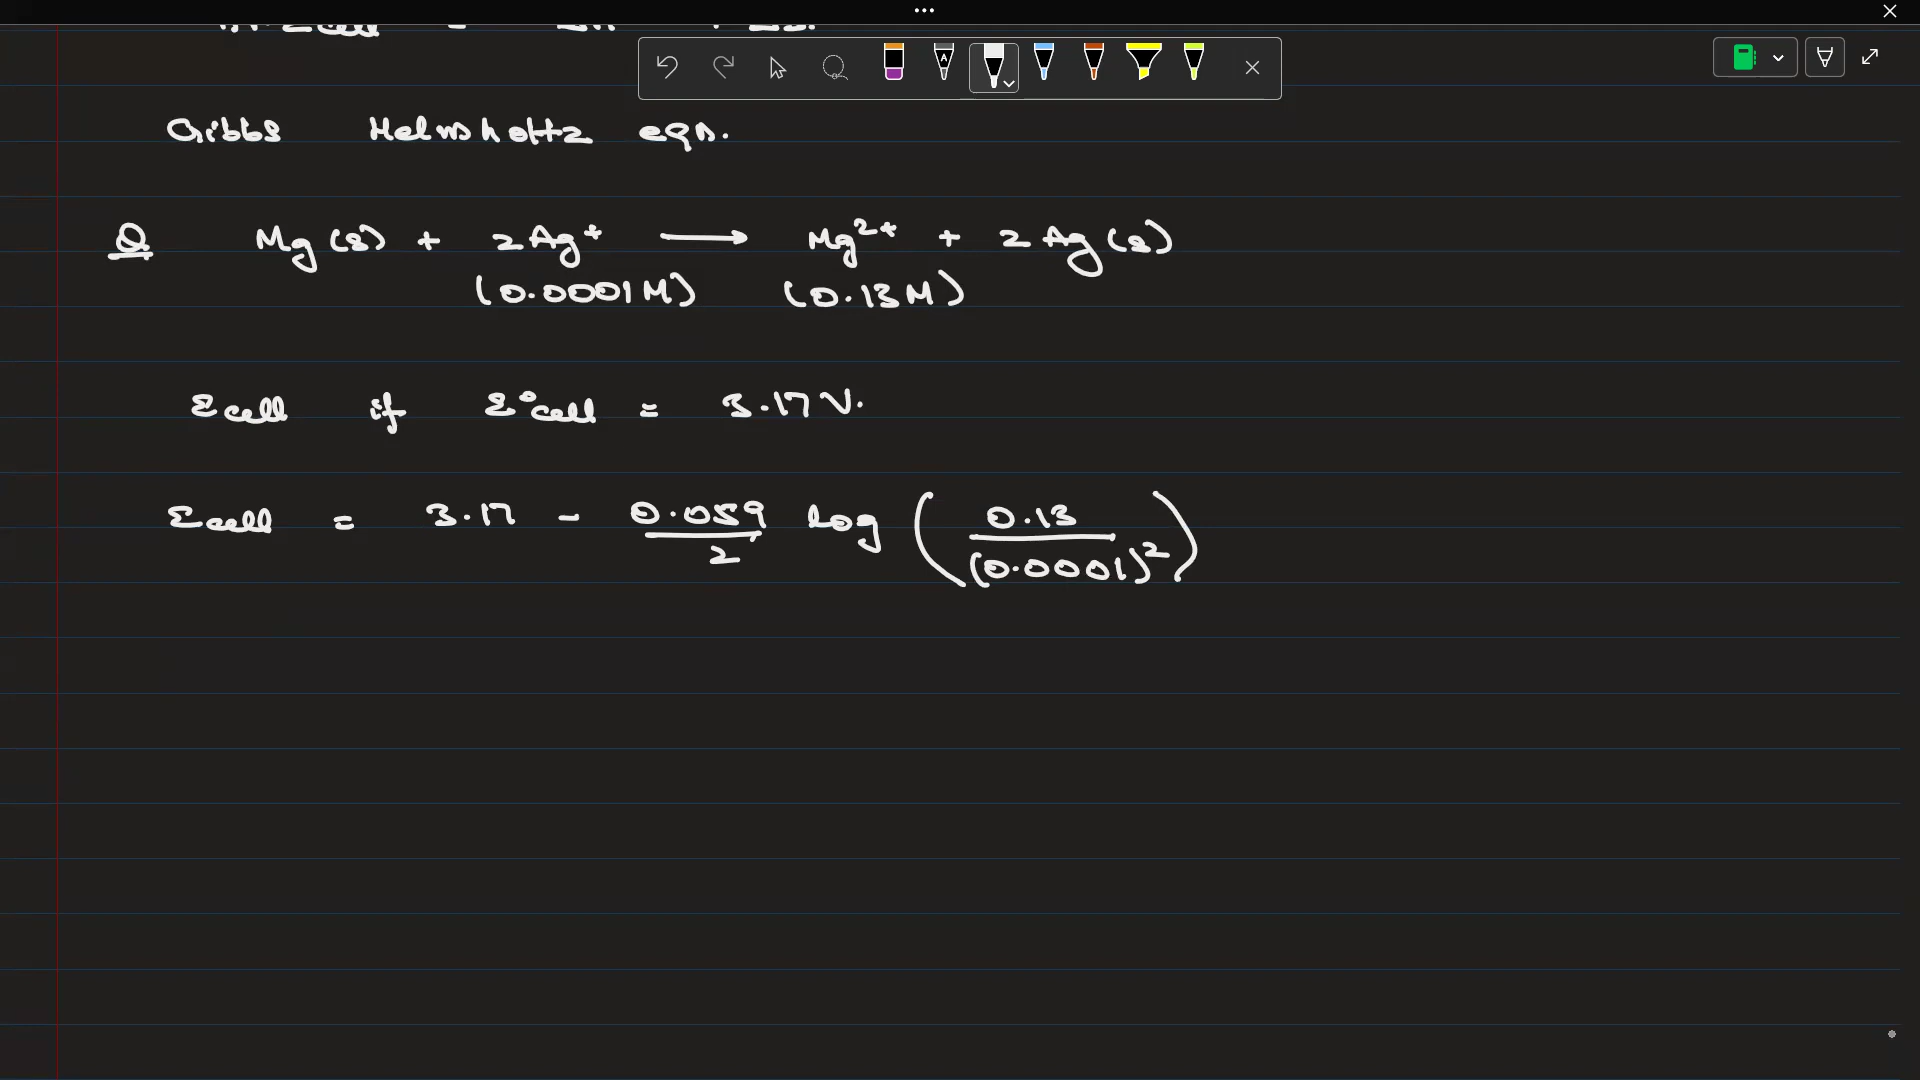 Gibbs Helmholtz eqn.
Q Mg(s) + 2Ag⁺ ⟶ Mg²⁺ + 2Ag(s)
(0.0001M) (0.13M)
Ecell if E°cell = 3.17V.
Ecell = 3.17 - 0.059/2 log (0.13/(0.0001)²)